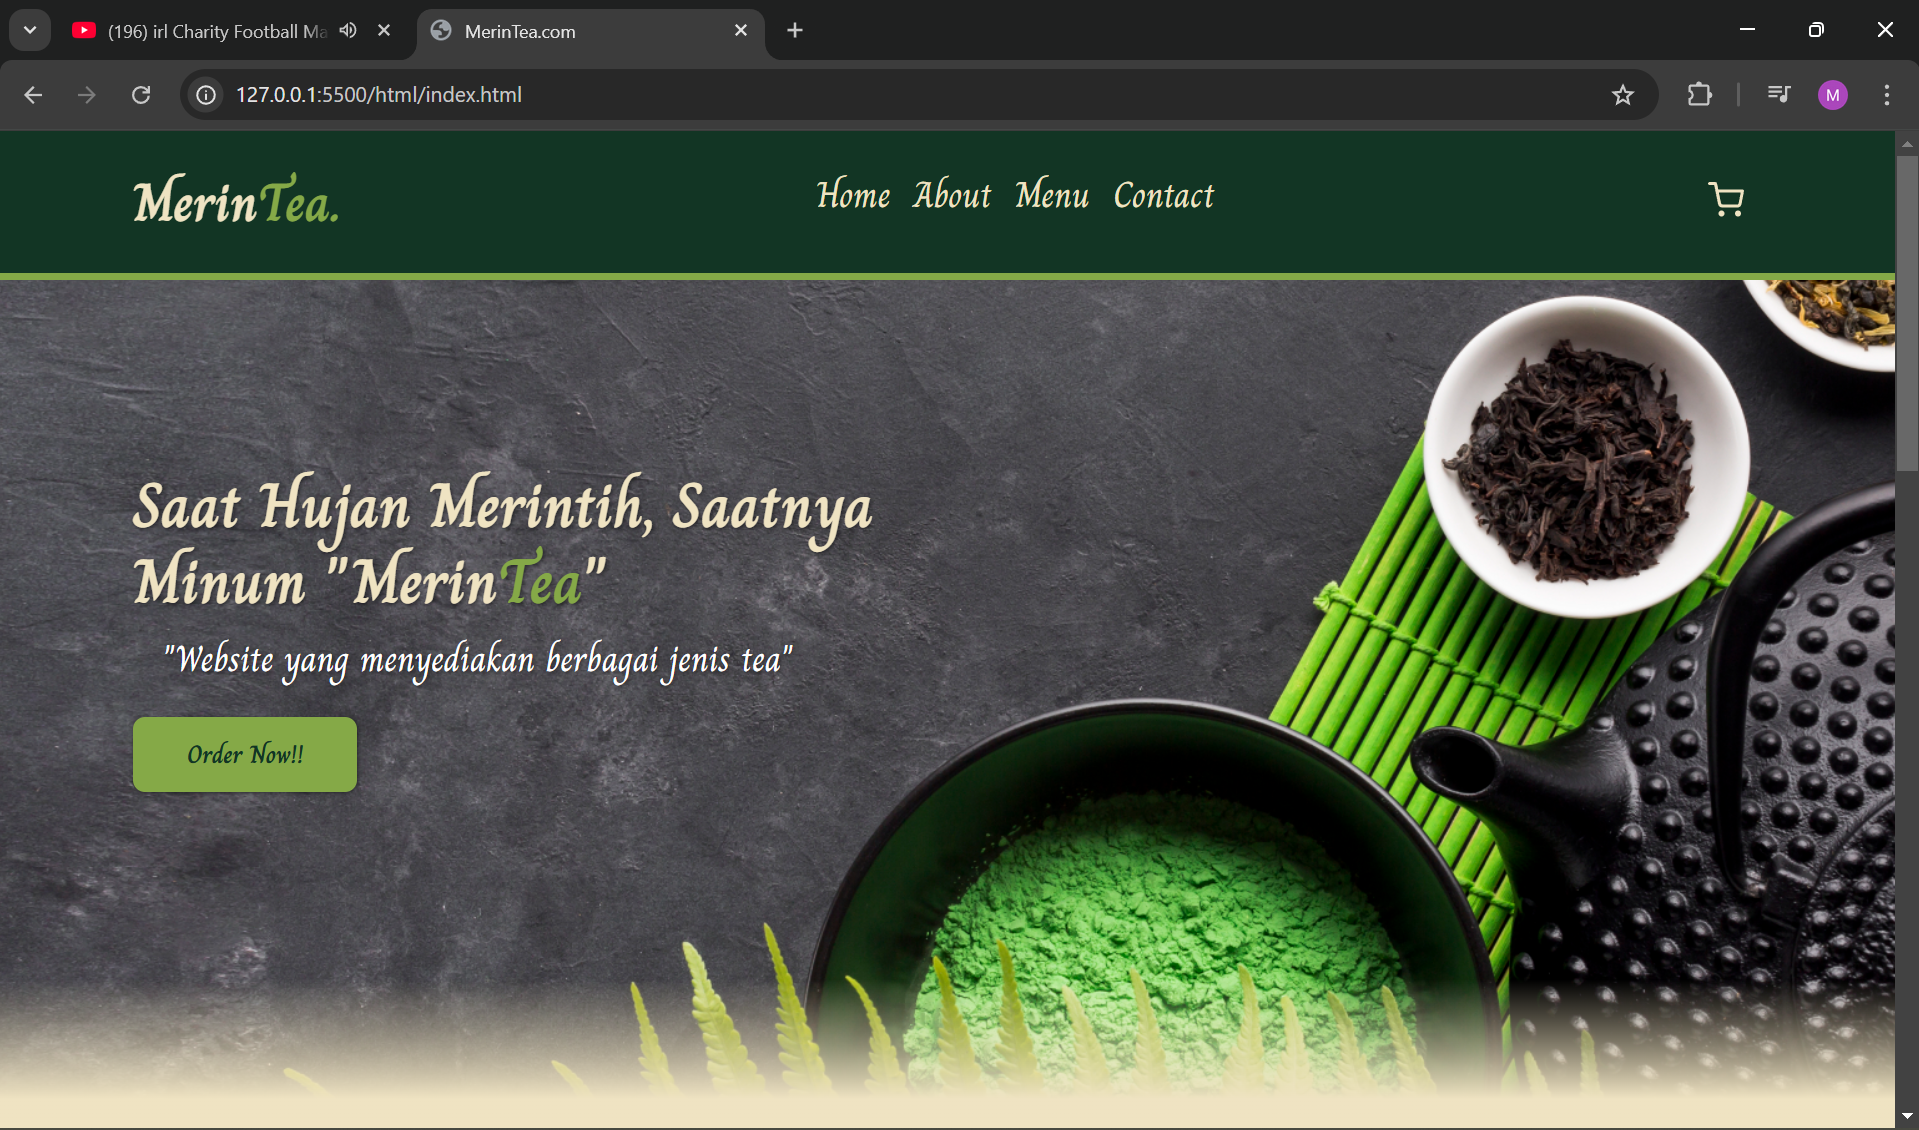 (196) irl Charity Football Ma
MerinTea.com
127.0.0.1:5500/html/index.html
M
MerinTea.
Home About Menu Contact
Saat Hujan Merintih, Saatnya
Minum "MerinTea"
"Website yang menyediakan berbagai jenis tea"
Order Now!!